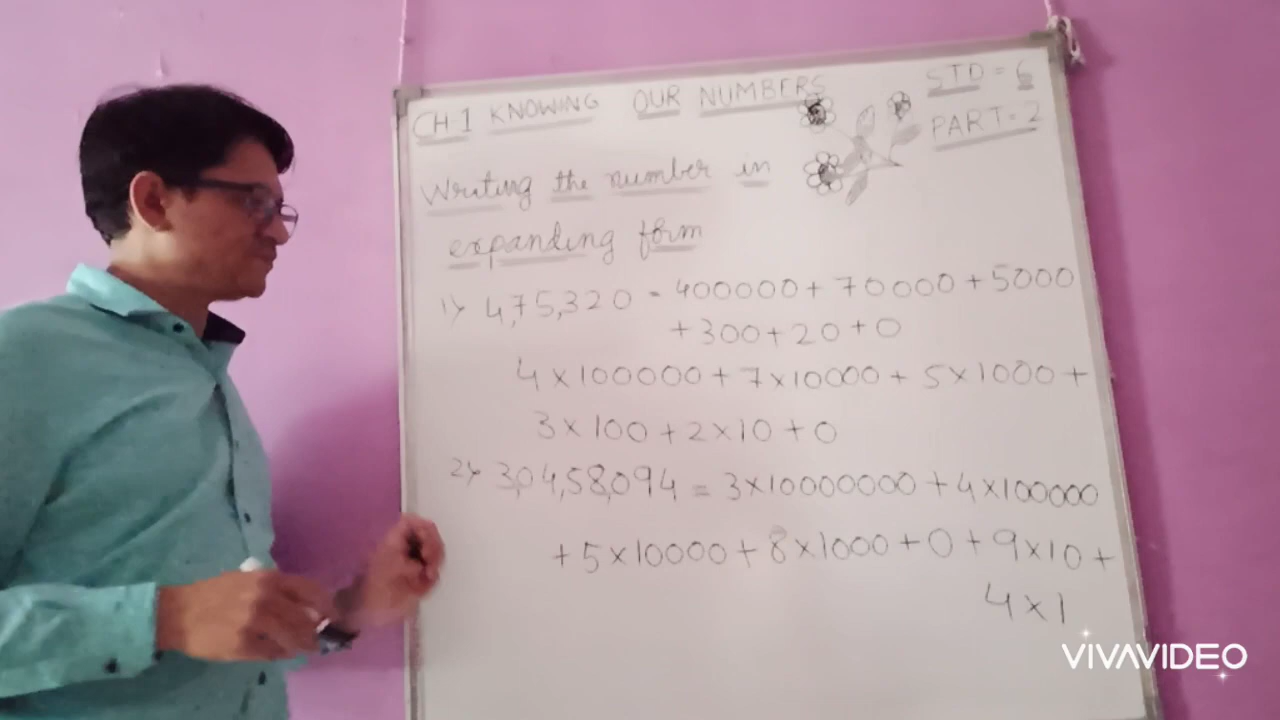 CH-1 KNOWING OUR NUMBERS
STD = 6
PART = 2
Writing the number in
expanding form
1) 4,75,320 = 400000 + 70000 + 5000
+ 300 + 20 + 0
4 × 100000 + 7 × 10000 + 5 × 1000 +
3 × 100 + 2 × 10 + 0
2) 3,04,58,094 = 3 × 10000000 + 4 × 100000
+ 5 × 10000 + 8 × 1000 + 0 + 9 × 10 +
4 × 1
VIVAVIDEO